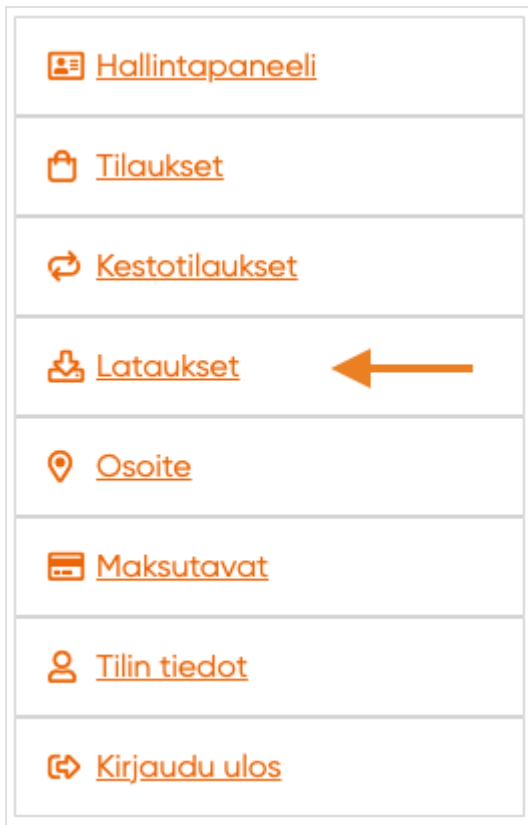 Hallintapaneeli
Tilaukset
Kestotilaukset
Lataukset
Osoite
Maksutavat
Tilin tiedot
Kirjaudu ulos